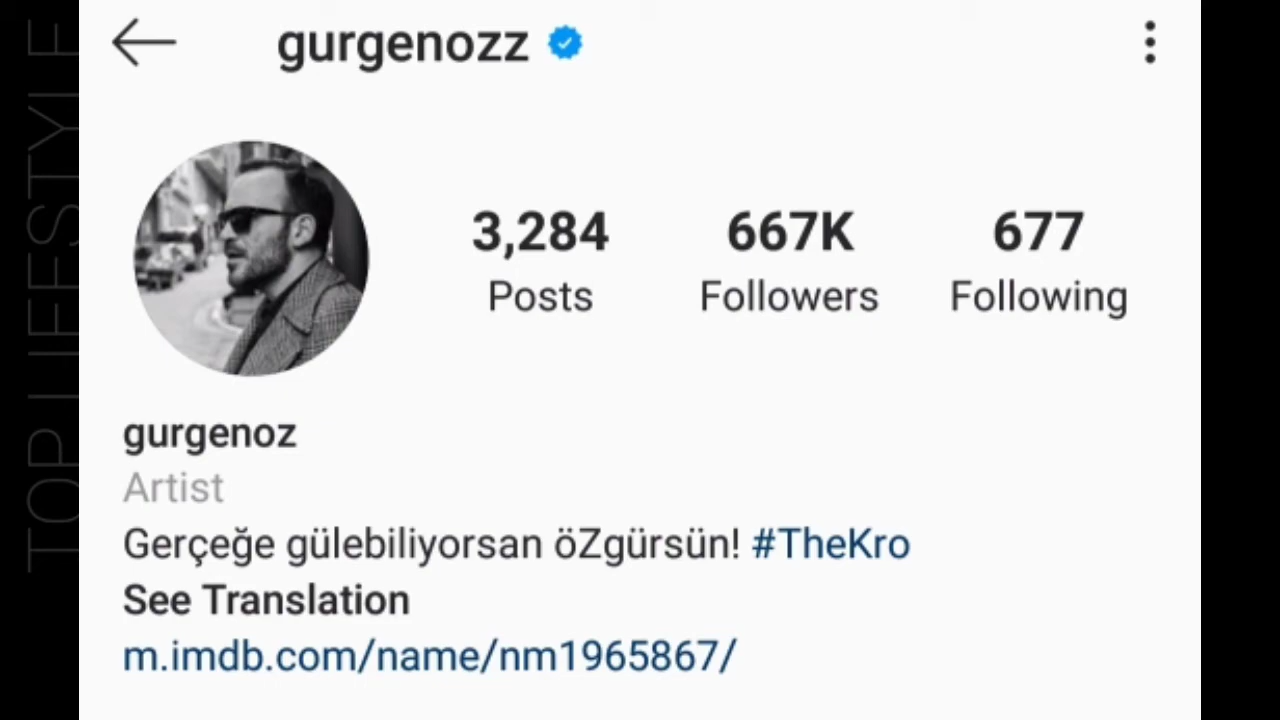 gurgenozz
3,284 667K 677
Posts Followers Following
gurgenoz
Artist
Gerçeğe gülebiliyorsan öZgürsün! #TheKro
See Translation
m.imdb.com/name/nm1965867/
TOP LIFESTYLE